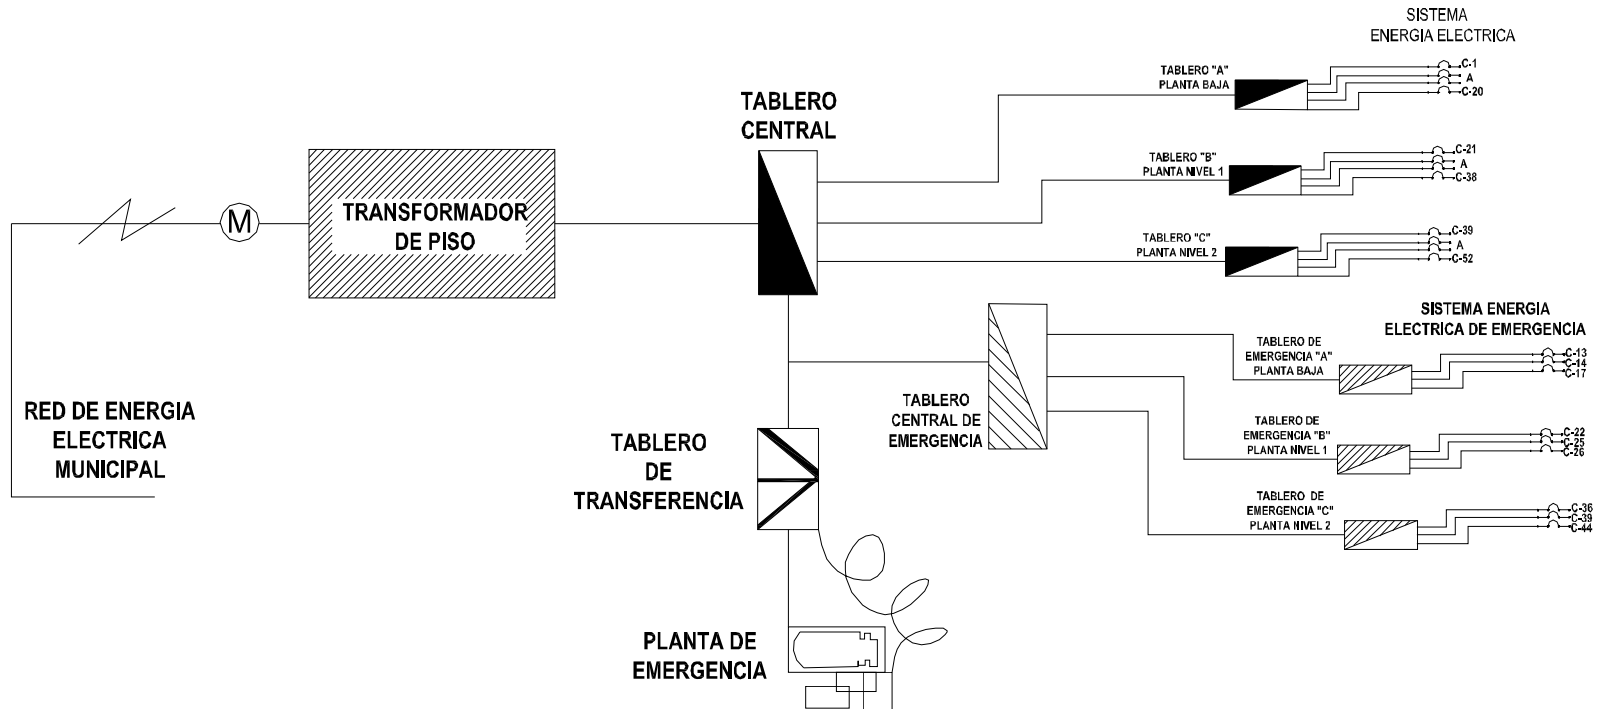 SISTEMA
ENERGIA ELECTRICA
TABLERO "A"
PLANTA BAJA
C-1
A
C-20
TABLERO
CENTRAL
TABLERO "B"
PLANTA NIVEL 1
C-21
A
C-38
M
TRANSFORMADOR
DE PISO
TABLERO "C"
PLANTA NIVEL 2
C-39
A
C-52
SISTEMA ENERGIA
ELECTRICA DE EMERGENCIA
TABLERO DE
EMERGENCIA "A"
PLANTA BAJA
C-13
C-14
C-17
RED DE ENERGIA
ELECTRICA
MUNICIPAL
TABLERO
CENTRAL DE
EMERGENCIA
TABLERO DE
EMERGENCIA "B"
PLANTA NIVEL 1
C-22
C-25
C-26
TABLERO
DE
TRANSFERENCIA
TABLERO DE
EMERGENCIA "C"
PLANTA NIVEL 2
C-36
C-39
C-44
PLANTA DE
EMERGENCIA